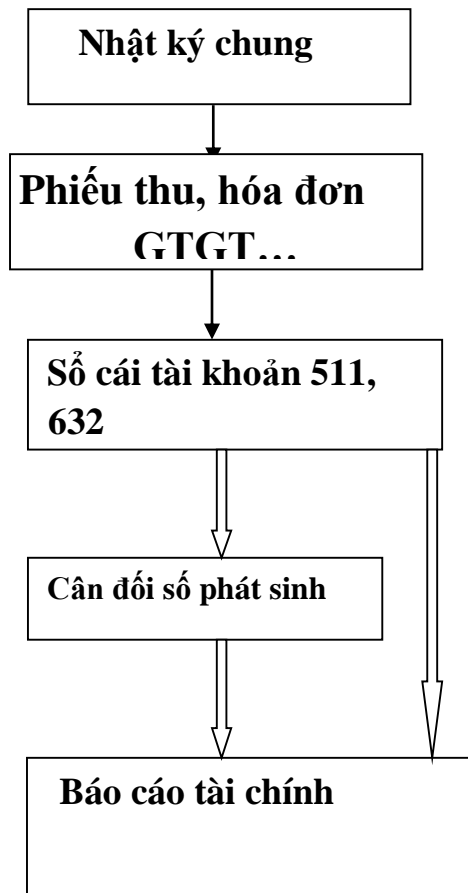 Nhật ký chung
Phiếu thu, hóa đơn
GTGT…
Sổ cái tài khoản 511,
632
Cân đối số phát sinh
Báo cáo tài chính